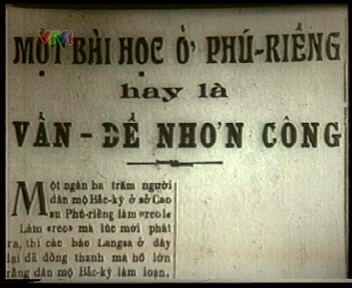 VTV1
MỘT BÀI HỌC Ở PHÚ-RIỀNG
hay là
VẤN - ĐỀ NHƠN CÔNG
Một ngàn ba trăm người
dân mộ Bắc-kỳ ở sở Cao
su Phú-riềng làm «reo!»
Làm «reo» mà lúc mới phát
ra, thì các báo Langsa ở đây
lại đã đồng thanh mà hô lớn
rằng dân mộ Bắc-kỳ làm loạn,